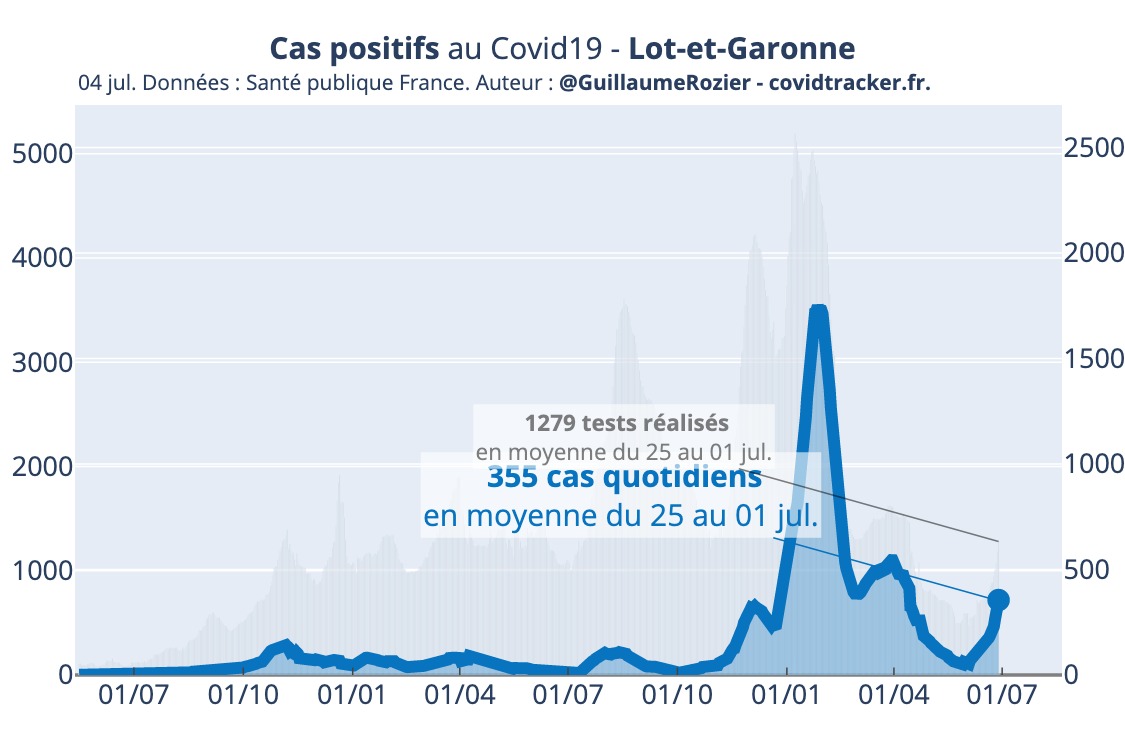 Cas positifs au Covid19 - Lot-et-Garonne
04 jul. Données : Santé publique France. Auteur : @GuillaumeRozier - covidtracker.fr.
5000
4000
3000
2000
1000
0
2500
2000
1500
1000
500
0
1279 tests réalisés
en moyenne du 25 au 01 jul.
355 cas quotidiens
en moyenne du 25 au 01 jul.
01/07 01/10 01/01 01/04 01/07 01/10 01/01 01/04 01/07